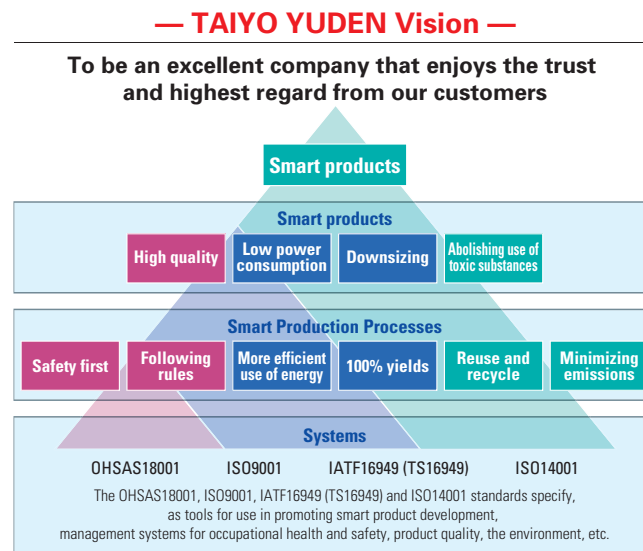 — TAIYO YUDEN Vision —
To be an excellent company that enjoys the trust
and highest regard from our customers
Smart products
Smart products
High quality
Low power
consumption
Downsizing
Abolishing use of
toxic substances
Smart Production Processes
Safety first
Following
rules
More efficient
use of energy
100% yields
Reuse and
recycle
Minimizing
emissions
Systems
OHSAS18001 ISO9001 IATF16949 (TS16949) ISO14001
The OHSAS18001, ISO9001, IATF16949 (TS16949) and ISO14001 standards specify,
as tools for use in promoting smart product development,
management systems for occupational health and safety, product quality, the environment, etc.